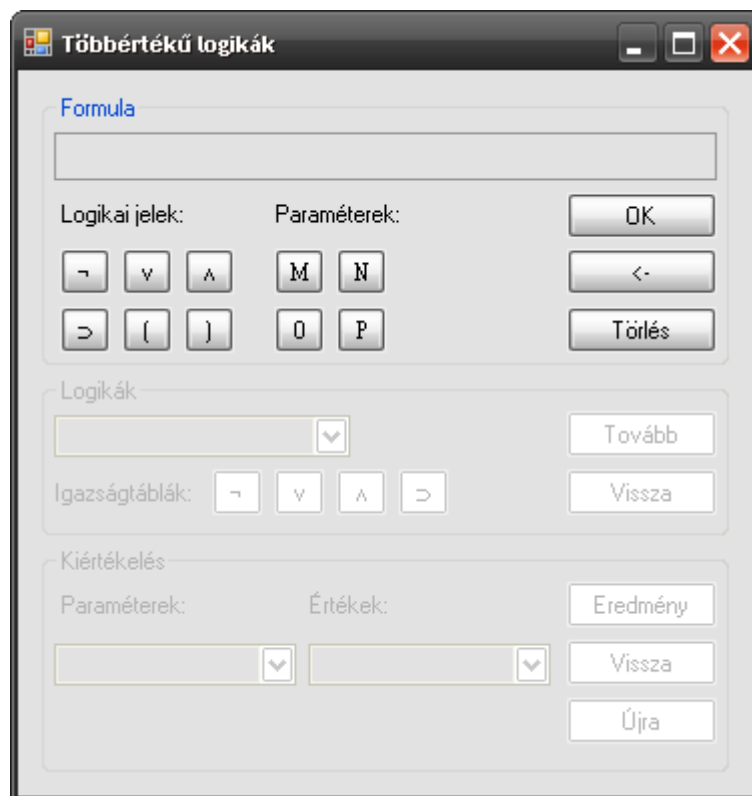 Többértékű logikák
Formula
Logikai jelek: Paraméterek: OK
¬ ∨ ∧ M N <-
⊃ ( ) O P Törlés
Logikák
Tovább
Igazságtáblák: ¬ ∨ ∧ ⊃ Vissza
Kiértékelés
Paraméterek: Értékek: Eredmény
Vissza
Újra